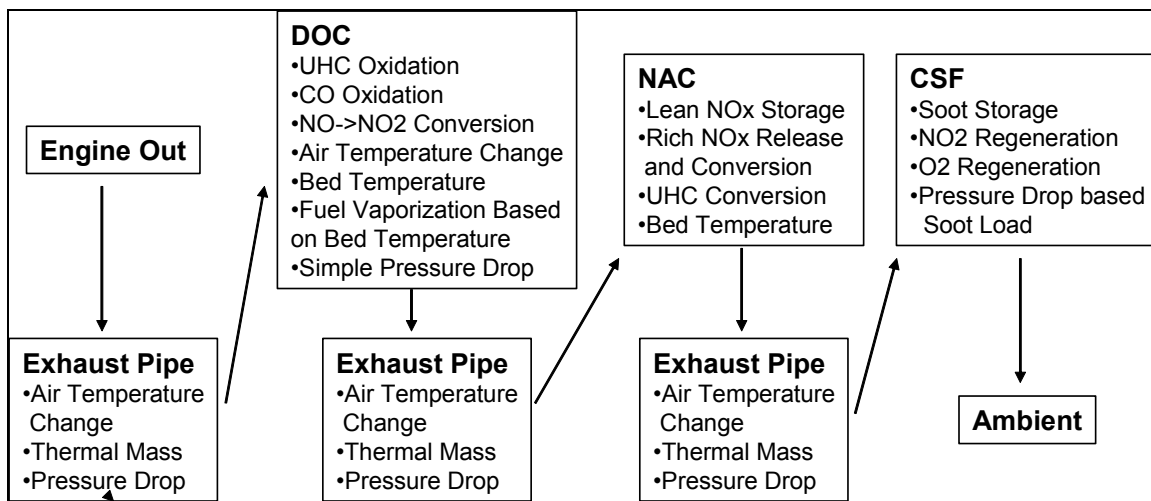 Engine Out
Exhaust Pipe
•Air Temperature
Change
•Thermal Mass
•Pressure Drop
DOC
•UHC Oxidation
•CO Oxidation
•NO->NO2 Conversion
•Air Temperature Change
•Bed Temperature
•Fuel Vaporization Based
on Bed Temperature
•Simple Pressure Drop
Exhaust Pipe
•Air Temperature
Change
•Thermal Mass
•Pressure Drop
NAC
•Lean NOx Storage
•Rich NOx Release
and Conversion
•UHC Conversion
•Bed Temperature
Exhaust Pipe
•Air Temperature
Change
•Thermal Mass
•Pressure Drop
CSF
•Soot Storage
•NO2 Regeneration
•O2 Regeneration
•Pressure Drop based
Soot Load
Ambient